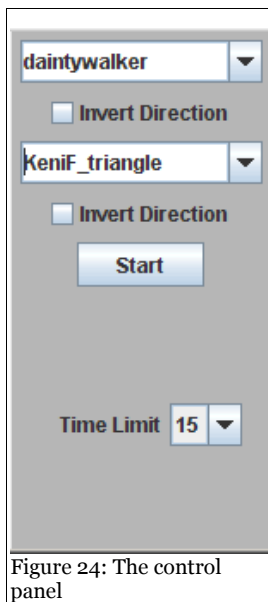 daintywalker
Invert Direction
KeniF_triangle
Invert Direction
Start
Time Limit 15
Figure 24: The control
panel